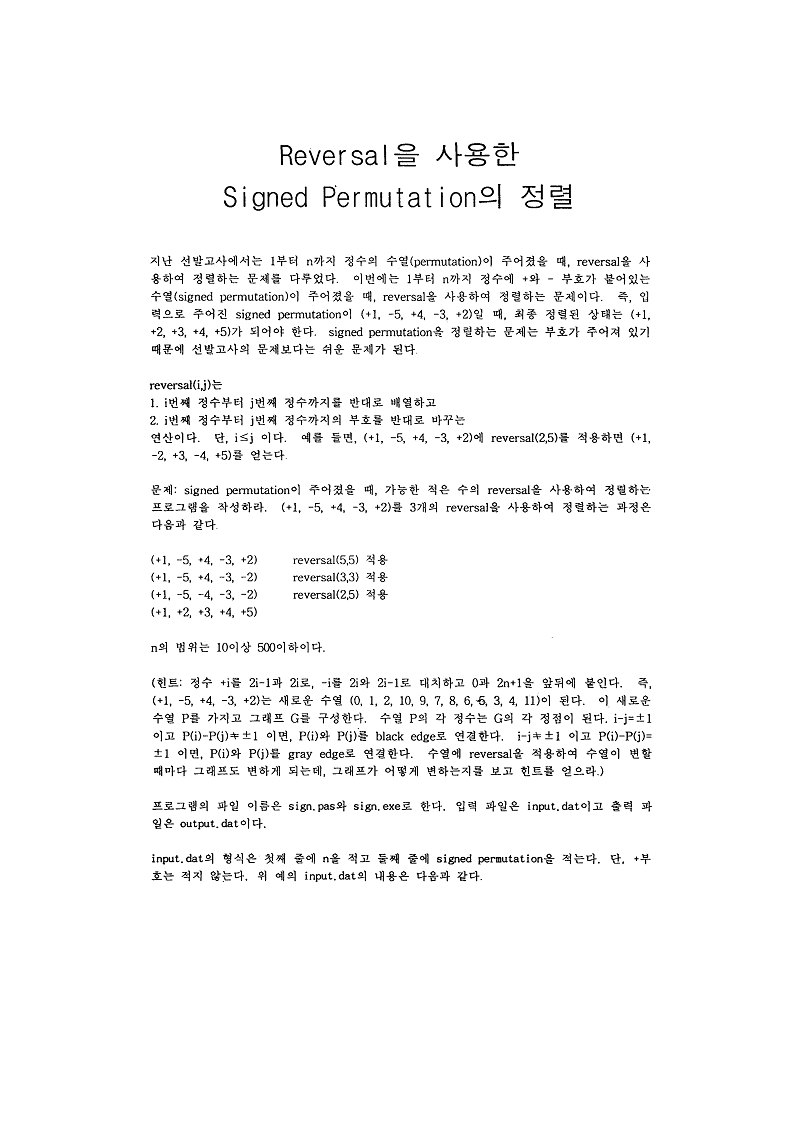 Reversal을 사용한
Signed Permutation의 정렬
지난 선발고사에서는 1부터 n까지 정수의 수열(permutation)이 주어졌을 때, reversal을 사
용하여 정렬하는 문제를 다루었다. 이번에는 1부터 n까지 정수에 +와 - 부호가 붙어있는
수열(signed permutation)이 주어졌을 때, reversal을 사용하여 정렬하는 문제이다. 즉, 입
력으로 주어진 signed permutation이 (+1, -5, +4, -3, +2)일 때, 최종 정렬된 상태는 (+1,
+2, +3, +4, +5)가 되어야 한다. signed permutation을 정렬하는 문제는 부호가 주어져 있기
때문에 선발고사의 문제보다는 쉬운 문제가 된다.
reversal(i,j)는
1. i번째 정수부터 j번째 정수까지를 반대로 배열하고
2. i번째 정수부터 j번째 정수까지의 부호를 반대로 바꾸는
연산이다. 단, i≤j 이다. 예를 들면, (+1, -5, +4, -3, +2)에 reversal(2,5)를 적용하면 (+1,
-2, +3, -4, +5)를 얻는다.
문제: signed permutation이 주어졌을 때, 가능한 적은 수의 reversal을 사용하여 정렬하는
프로그램을 작성하라. (+1, -5, +4, -3, +2)를 3개의 reversal을 사용하여 정렬하는 과정은
다음과 같다.
(+1, -5, +4, -3, +2) reversal(5,5) 적용
(+1, -5, +4, -3, -2) reversal(3,3) 적용
(+1, -5, -4, -3, -2) reversal(2,5) 적용
(+1, +2, +3, +4, +5)
n의 범위는 10이상 500이하이다.
(힌트: 정수 +i를 2i-1과 2i로, -i를 2i와 2i-1로 대치하고 0과 2n+1을 앞뒤에 붙인다. 즉,
(+1, -5, +4, -3, +2)는 새로운 수열 (0, 1, 2, 10, 9, 7, 8, 6, 5, 3, 4, 11)이 된다. 이 새로운
수열 P를 가지고 그래프 G를 구성한다. 수열 P의 각 정수는 G의 각 정점이 된다. i-j=±1
이고 P(i)-P(j)≠±1 이면, P(i)와 P(j)를 black edge로 연결한다. i-j≠±1 이고 P(i)-P(j)=
±1 이면, P(i)와 P(j)를 gray edge로 연결한다. 수열에 reversal을 적용하여 수열이 변할
때마다 그래프도 변하게 되는데, 그래프가 어떻게 변하는지를 보고 힌트를 얻으라.)
프로그램의 파일 이름은 sign.pas와 sign.exe로 한다. 입력 파일은 input.dat이고 출력 파
일은 output.dat이다.
input.dat의 형식은 첫째 줄에 n을 적고 둘째 줄에 signed permutation을 적는다. 단, +부
호는 적지 않는다. 위 예의 input.dat의 내용은 다음과 같다.